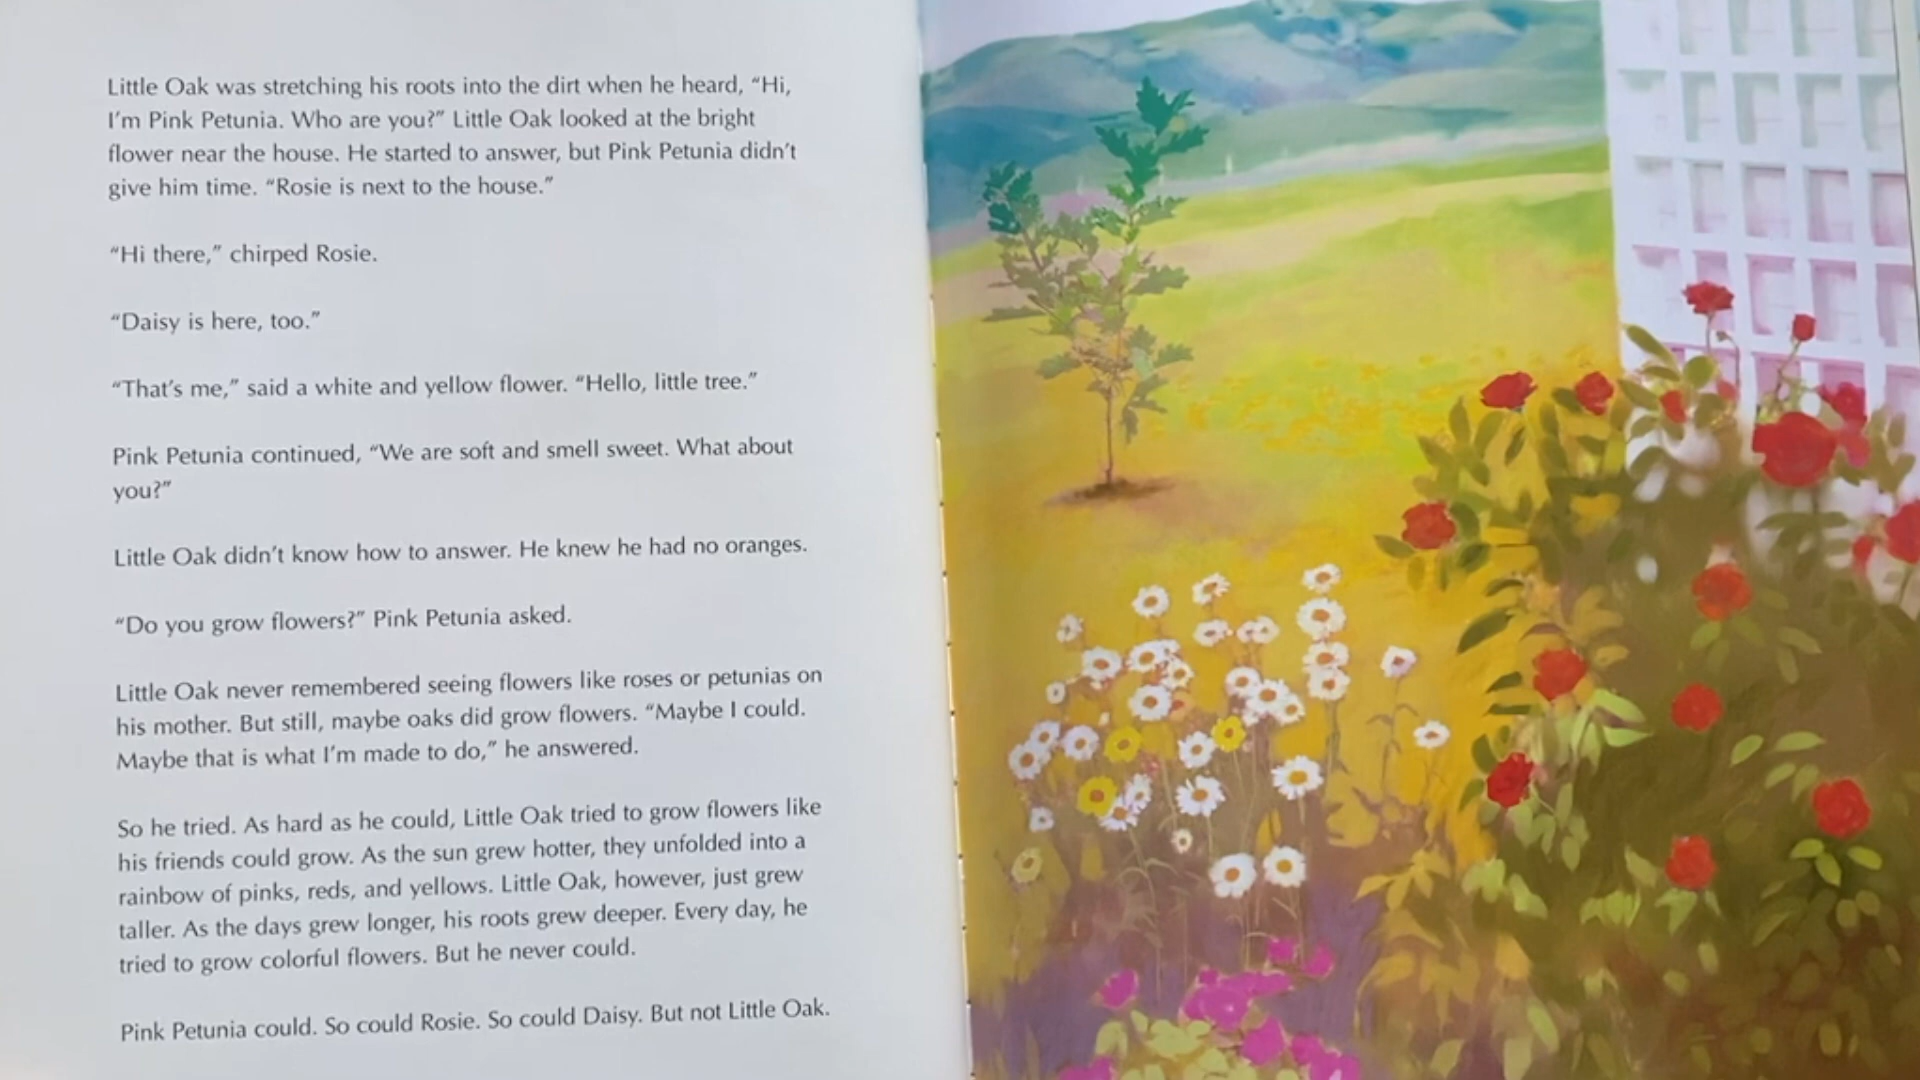 Little Oak was stretching his roots into the dirt when he heard, “Hi,
I’m Pink Petunia. Who are you?” Little Oak looked at the bright
flower near the house. He started to answer, but Pink Petunia didn’t
give him time. “Rosie is next to the house.”
“Hi there,” chirped Rosie.
“Daisy is here, too.”
“That’s me,” said a white and yellow flower. “Hello, little tree.”
Pink Petunia continued, “We are soft and smell sweet. What about
you?”
Little Oak didn’t know how to answer. He knew he had no oranges.
“Do you grow flowers?” Pink Petunia asked.
Little Oak never remembered seeing flowers like roses or petunias on
his mother. But still, maybe oaks did grow flowers. “Maybe I could.
Maybe that is what I’m made to do,” he answered.
So he tried. As hard as he could, Little Oak tried to grow flowers like
his friends could grow. As the sun grew hotter, they unfolded into a
rainbow of pinks, reds, and yellows. Little Oak, however, just grew
taller. As the days grew longer, his roots grew deeper. Every day, he
tried to grow colorful flowers. But he never could.
Pink Petunia could. So could Rosie. So could Daisy. But not Little Oak.